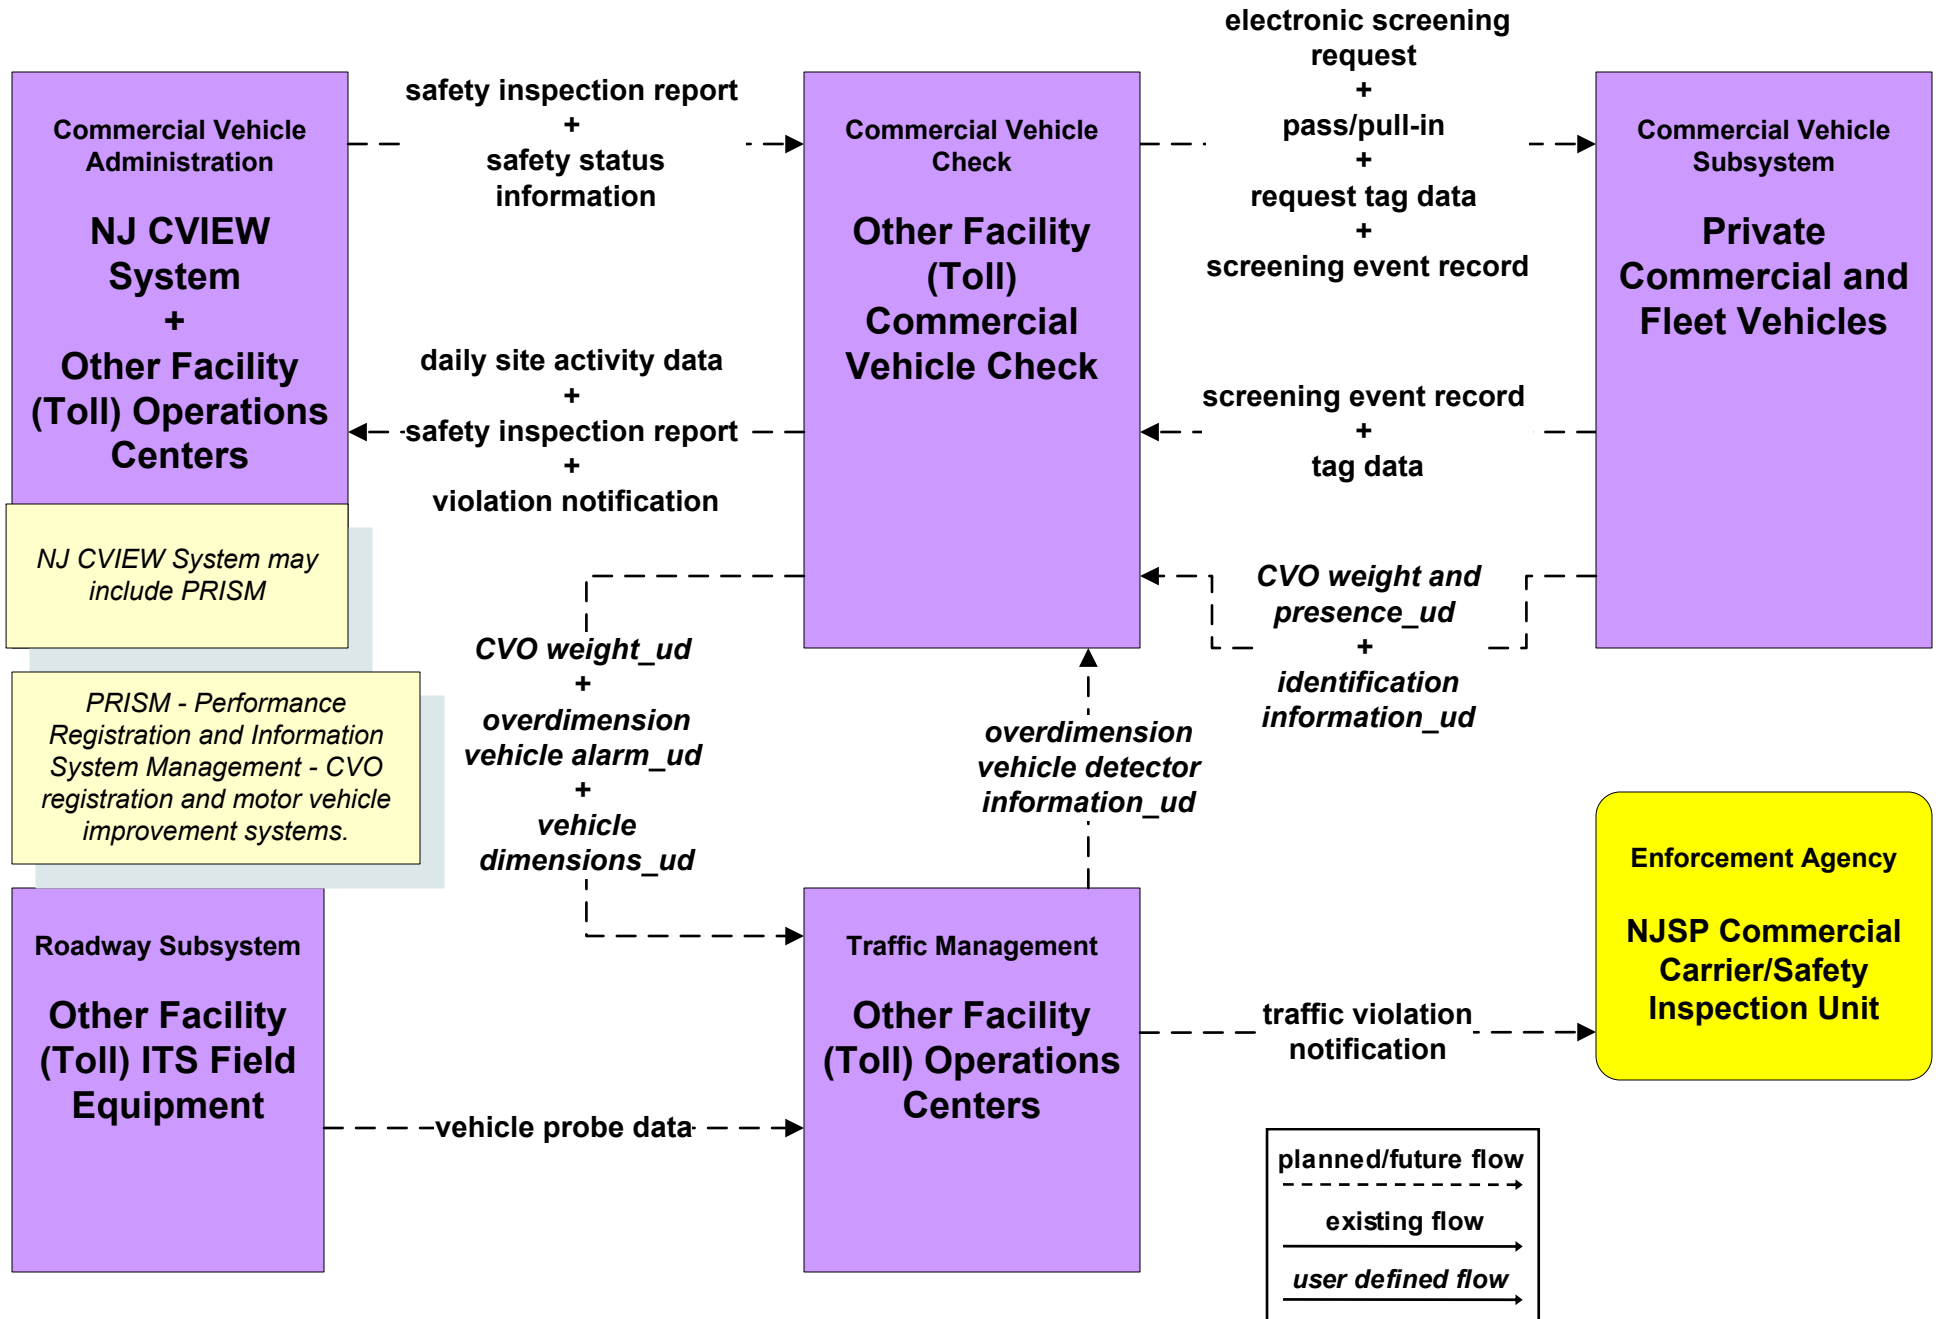 Commercial Vehicle
Administration
NJ CVIEW
System
+
Other Facility
(Toll) Operations
Centers
safety inspection report
+
safety status
information
daily site activity data
+
safety inspection report
+
violation notification
Commercial Vehicle
Check
Other Facility
(Toll)
Commercial
Vehicle Check
electronic screening
request
+
pass/pull-in
+
request tag data
+
screening event record
screening event record
+
tag data
CVO weight and
presence_ud
+
identification
information_ud
Commercial Vehicle
Subsystem
Private
Commercial and
Fleet Vehicles
NJ CVIEW System may
include PRISM
PRISM - Performance
Registration and Information
System Management - CVO
registration and motor vehicle
improvement systems.
CVO weight_ud
+
overdimension
vehicle alarm_ud
+
vehicle
dimensions_ud
overdimension
vehicle detector
information_ud
Roadway Subsystem
Other Facility
(Toll) ITS Field
Equipment
vehicle probe data
Traffic Management
Other Facility
(Toll) Operations
Centers
traffic violation
notification
Enforcement Agency
NJSP Commercial
Carrier/Safety
Inspection Unit
planned/future flow
existing flow
user defined flow